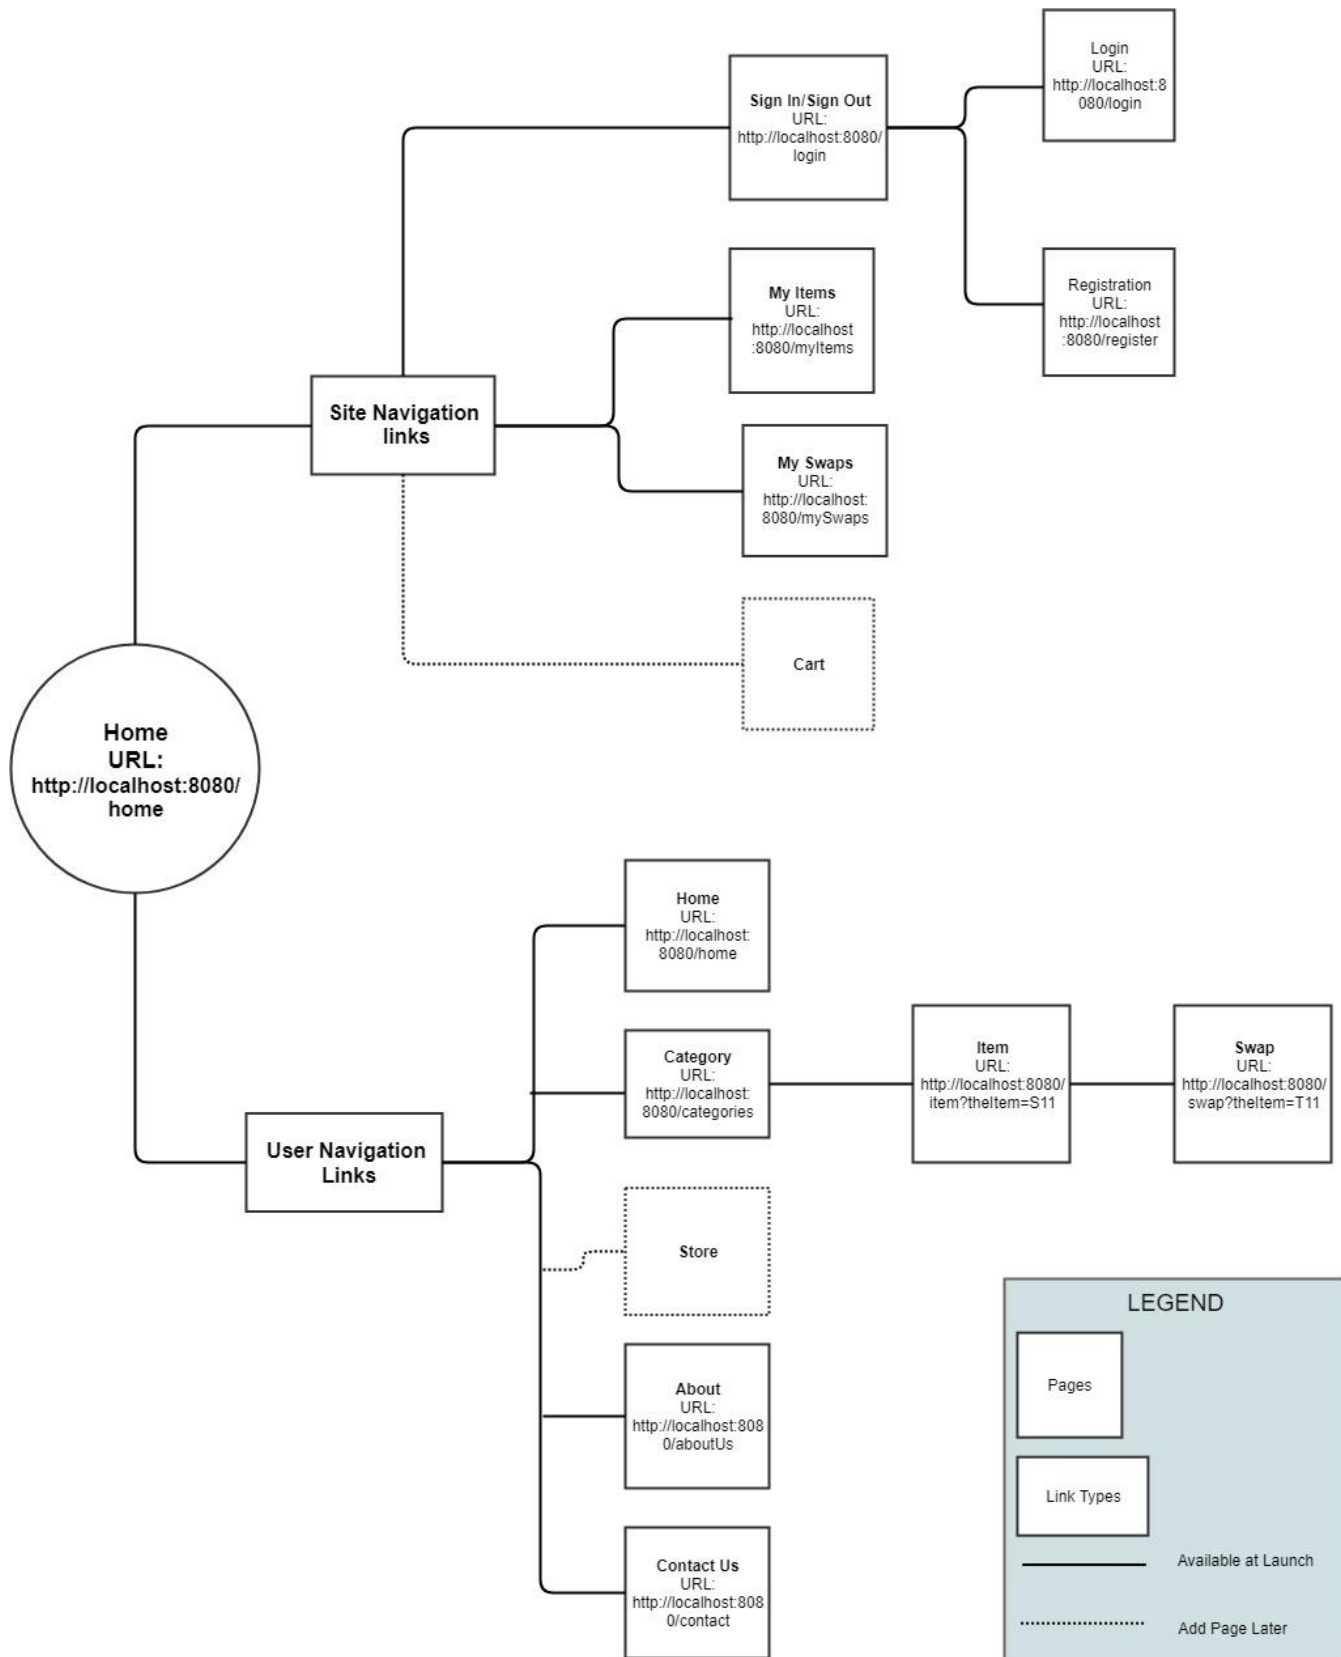 Login
URL:
http://localhost:8
080/login
Sign In/Sign Out
URL:
http://localhost:8080/
login
My Items
URL:
http://localhost
:8080/myItems
Registration
URL:
http://localhost
:8080/register
Site Navigation
links
My Swaps
URL:
http://localhost:
8080/mySwaps
Cart
Home
URL:
http://localhost:8080/
home
Home
URL:
http://localhost:
8080/home
Category
URL:
http://localhost:
8080/categories
Item
URL:
http://localhost:8080/
item?theItem=S11
Swap
URL:
http://localhost:8080/
swap?theItem=T11
User Navigation
Links
Store
About
URL:
http://localhost:808
0/aboutUs
Contact Us
URL:
http://localhost:808
0/contact
LEGEND
Pages
Link Types
Available at Launch
Add Page Later